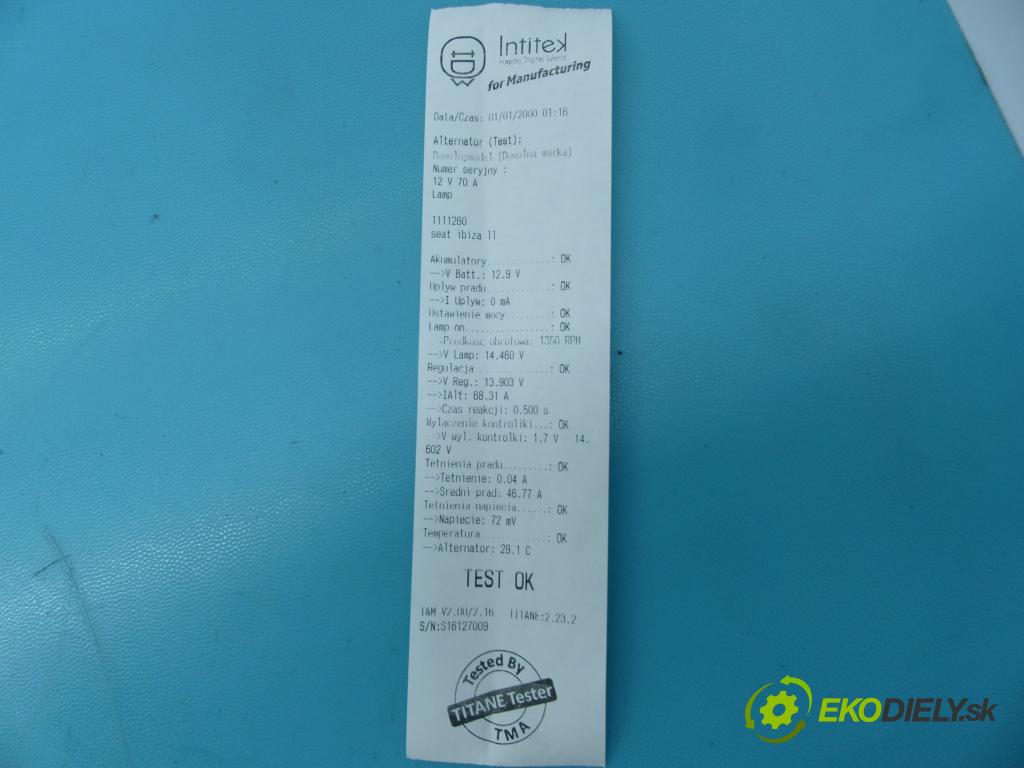 Intitek
Happy Digital World
for Manufacturing
Data/Czas: 01/01/2000 01:16
Alternator (Test):
Dowolnymodel (Dowolna marka)
Numer seryjny :
12 V 70 A
Lamp
1111260
seat ibiza 11
Akumulatory............: OK
-->V Batt.: 12.9 V
Uplyw pradu............: OK
-->I Uplyw: 0 mA
Ustawienie mocy........: OK
Lamp on................: OK
->Predkosc obrotowa: 1350 RPM
-->V Lamp: 14.460 V
Regulacja..............: OK
-->V Reg.: 13.903 V
-->IAlt: 68.31 A
-->Czas reakcji: 0.500 s
Wylaczenie kontroliki...: OK
->V wyl. kontrolki: 1.7 V - 14.
602 V
Tetnienia pradu........: OK
-->Tetnienie: 0.04 A
-->Sredni prad: 46.77 A
Tetnienia napiecia......: OK
-->Napiecie: 72 mV
Temperatura............: OK
-->Alternator: 29.1 C
TEST OK
I&M V2.00/2.16 TITANE:2.23.2
S/N:S16127009
Tested By
TITANE Tester
TMA
EKODIELY.sk